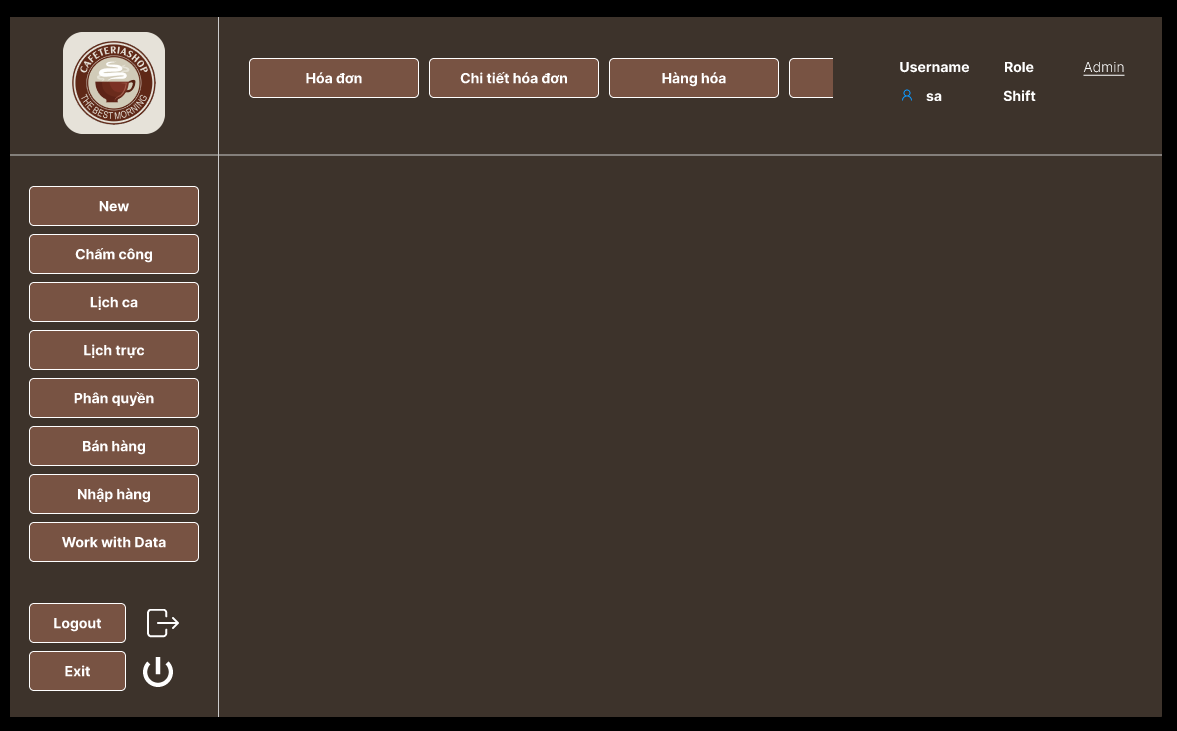 CAFETERIASHOP
THE BEST MORNING
Hóa đơn
Chi tiết hóa đơn
Hàng hóa
Username
Role
Admin
sa
Shift
New
Chấm công
Lịch ca
Lịch trực
Phân quyền
Bán hàng
Nhập hàng
Work with Data
Logout
Exit